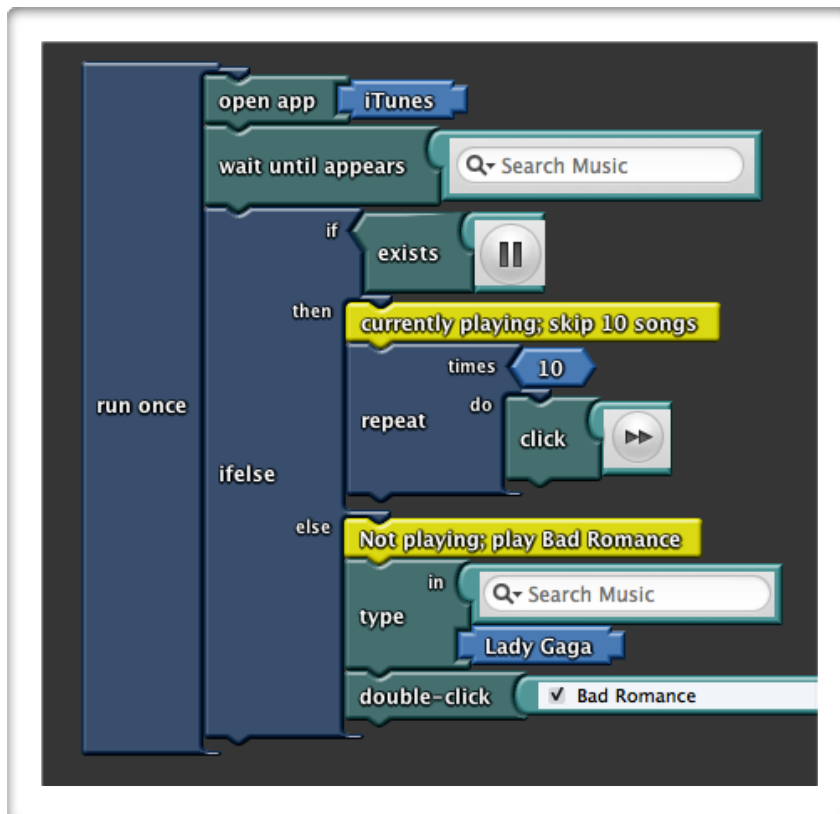 open app iTunes
wait until appears Search Music
if exists
then
currently playing; skip 10 songs
times 10
run once
repeat
do
click
ifelse
else
Not playing; play Bad Romance
in Search Music
type
Lady Gaga
double-click Bad Romance